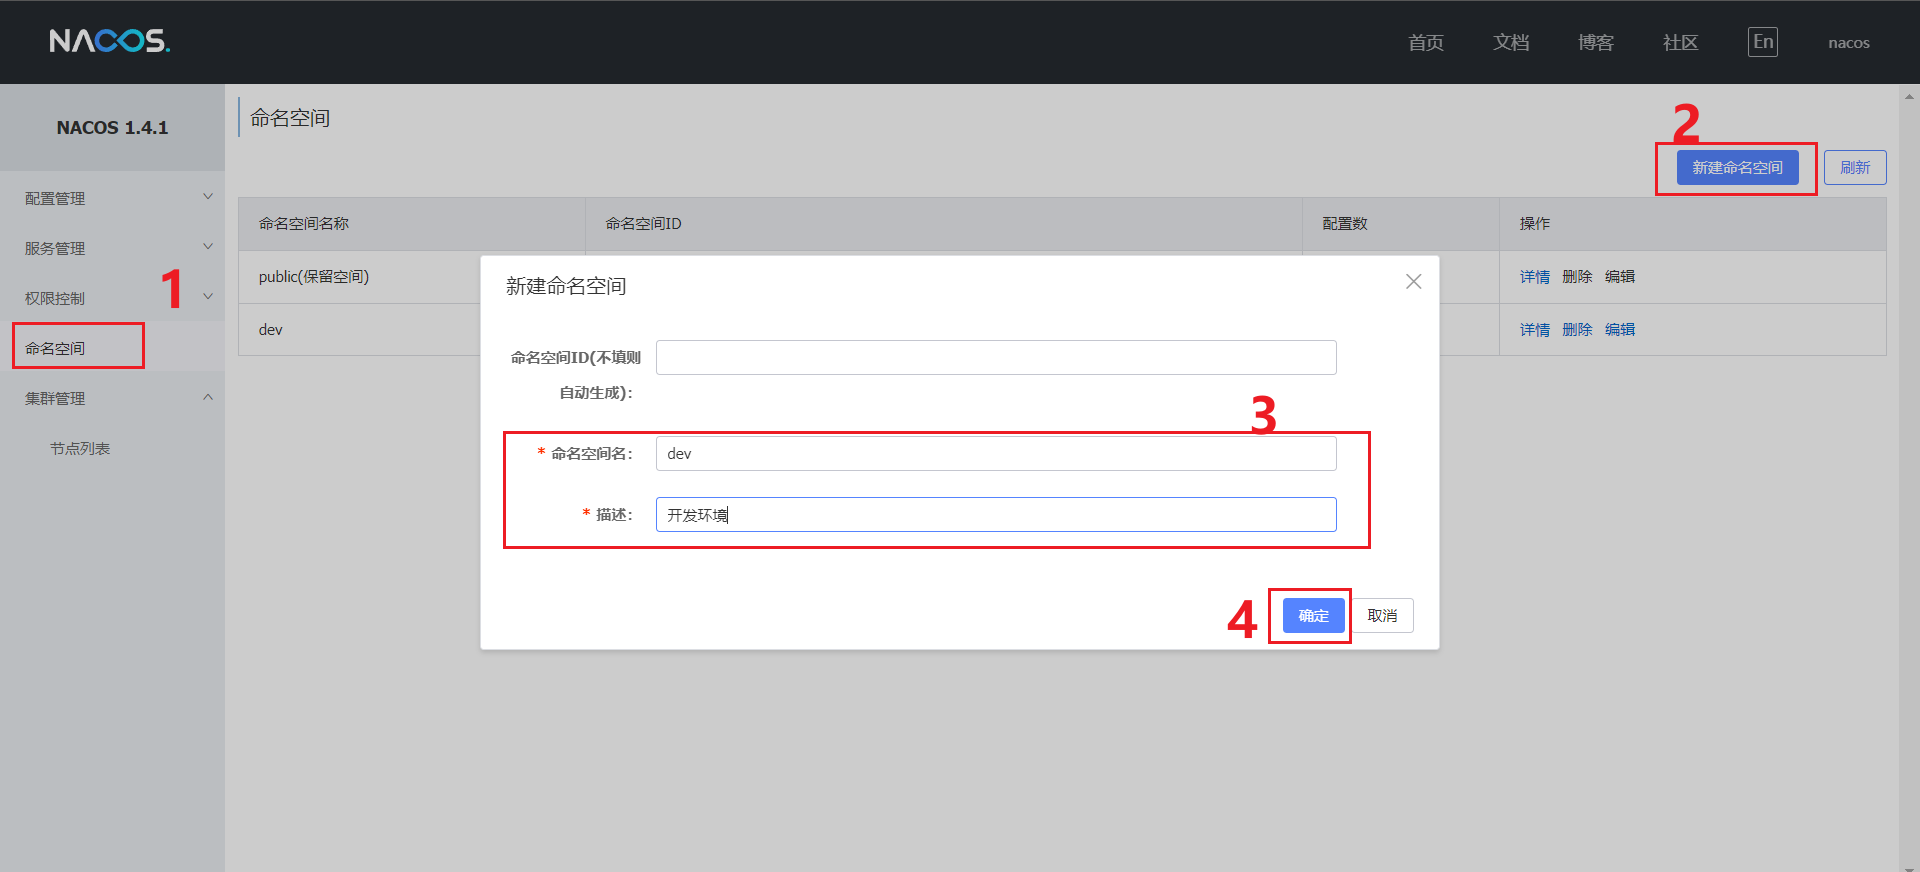 NACOS.
首页 文档 博客 社区 En nacos
NACOS 1.4.1
配置管理
服务管理
权限控制
1
命名空间
集群管理
节点列表
命名空间
2
新建命名空间 刷新
命名空间名称 命名空间ID 配置数 操作
public(保留空间) 详情 删除 编辑
dev 详情 删除 编辑
新建命名空间
命名空间ID(不填则
自动生成):
3
* 命名空间名: dev
* 描述: 开发环境
4 确定 取消